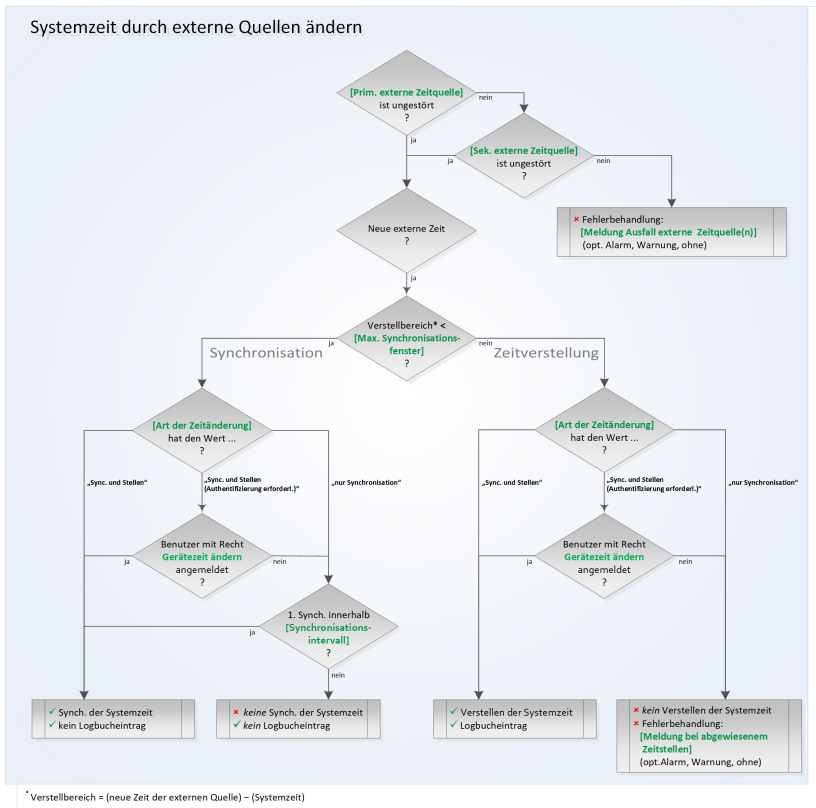 Systemzeit durch externe Quellen ändern
[Prim. externe Zeitquelle]
ist ungestört
?
nein
ja
[Sek. externe Zeitquelle]
ist ungestört
?
ja
nein
Neue externe Zeit
?
ja
× Fehlerbehandlung:
[Meldung Ausfall externe Zeitquelle(n)]
(opt. Alarm, Warnung, ohne)
Verstellbereich* <
[Max. Synchronisations-
fenster]
?
ja
nein
Synchronisation
Zeitverstellung
[Art der Zeitänderung]
hat den Wert ...
?
[Art der Zeitänderung]
hat den Wert ...
?
„Sync. und Stellen“
„Sync. und Stellen
(Authentifizierung erforderl.)“
„nur Synchronisation“
„Sync. und Stellen“
„Sync. und Stellen
(Authentifizierung erforderl.)“
„nur Synchronisation“
Benutzer mit Recht
Gerätezeit ändern
angemeldet
?
ja
nein
Benutzer mit Recht
Gerätezeit ändern
angemeldet
?
ja
nein
1. Synch. innerhalb
[Synchronisations-
intervall]
?
ja
nein
✓ Synch. der Systemzeit
✓ kein Logbucheintrag
× keine Synch. der Systemzeit
✓ kein Logbucheintrag
✓ Verstellen der Systemzeit
✓ Logbucheintrag
× kein Verstellen der Systemzeit
× Fehlerbehandlung:
[Meldung bei abgewiesenem
Zeitstellen]
(opt.Alarm, Warnung, ohne)
* Verstellbereich = (neue Zeit der externen Quelle) – (Systemzeit)